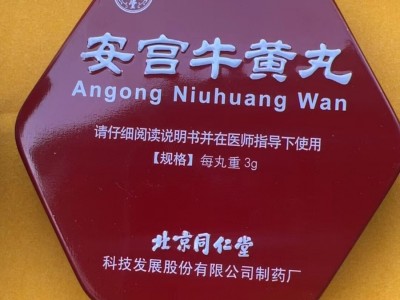 安宫牛黄丸
Angong Niuhuang Wan
请仔细阅读说明书并在医师指导下使用
【规格】每丸重 3g
北京同仁堂
科技发展股份有限公司制药厂